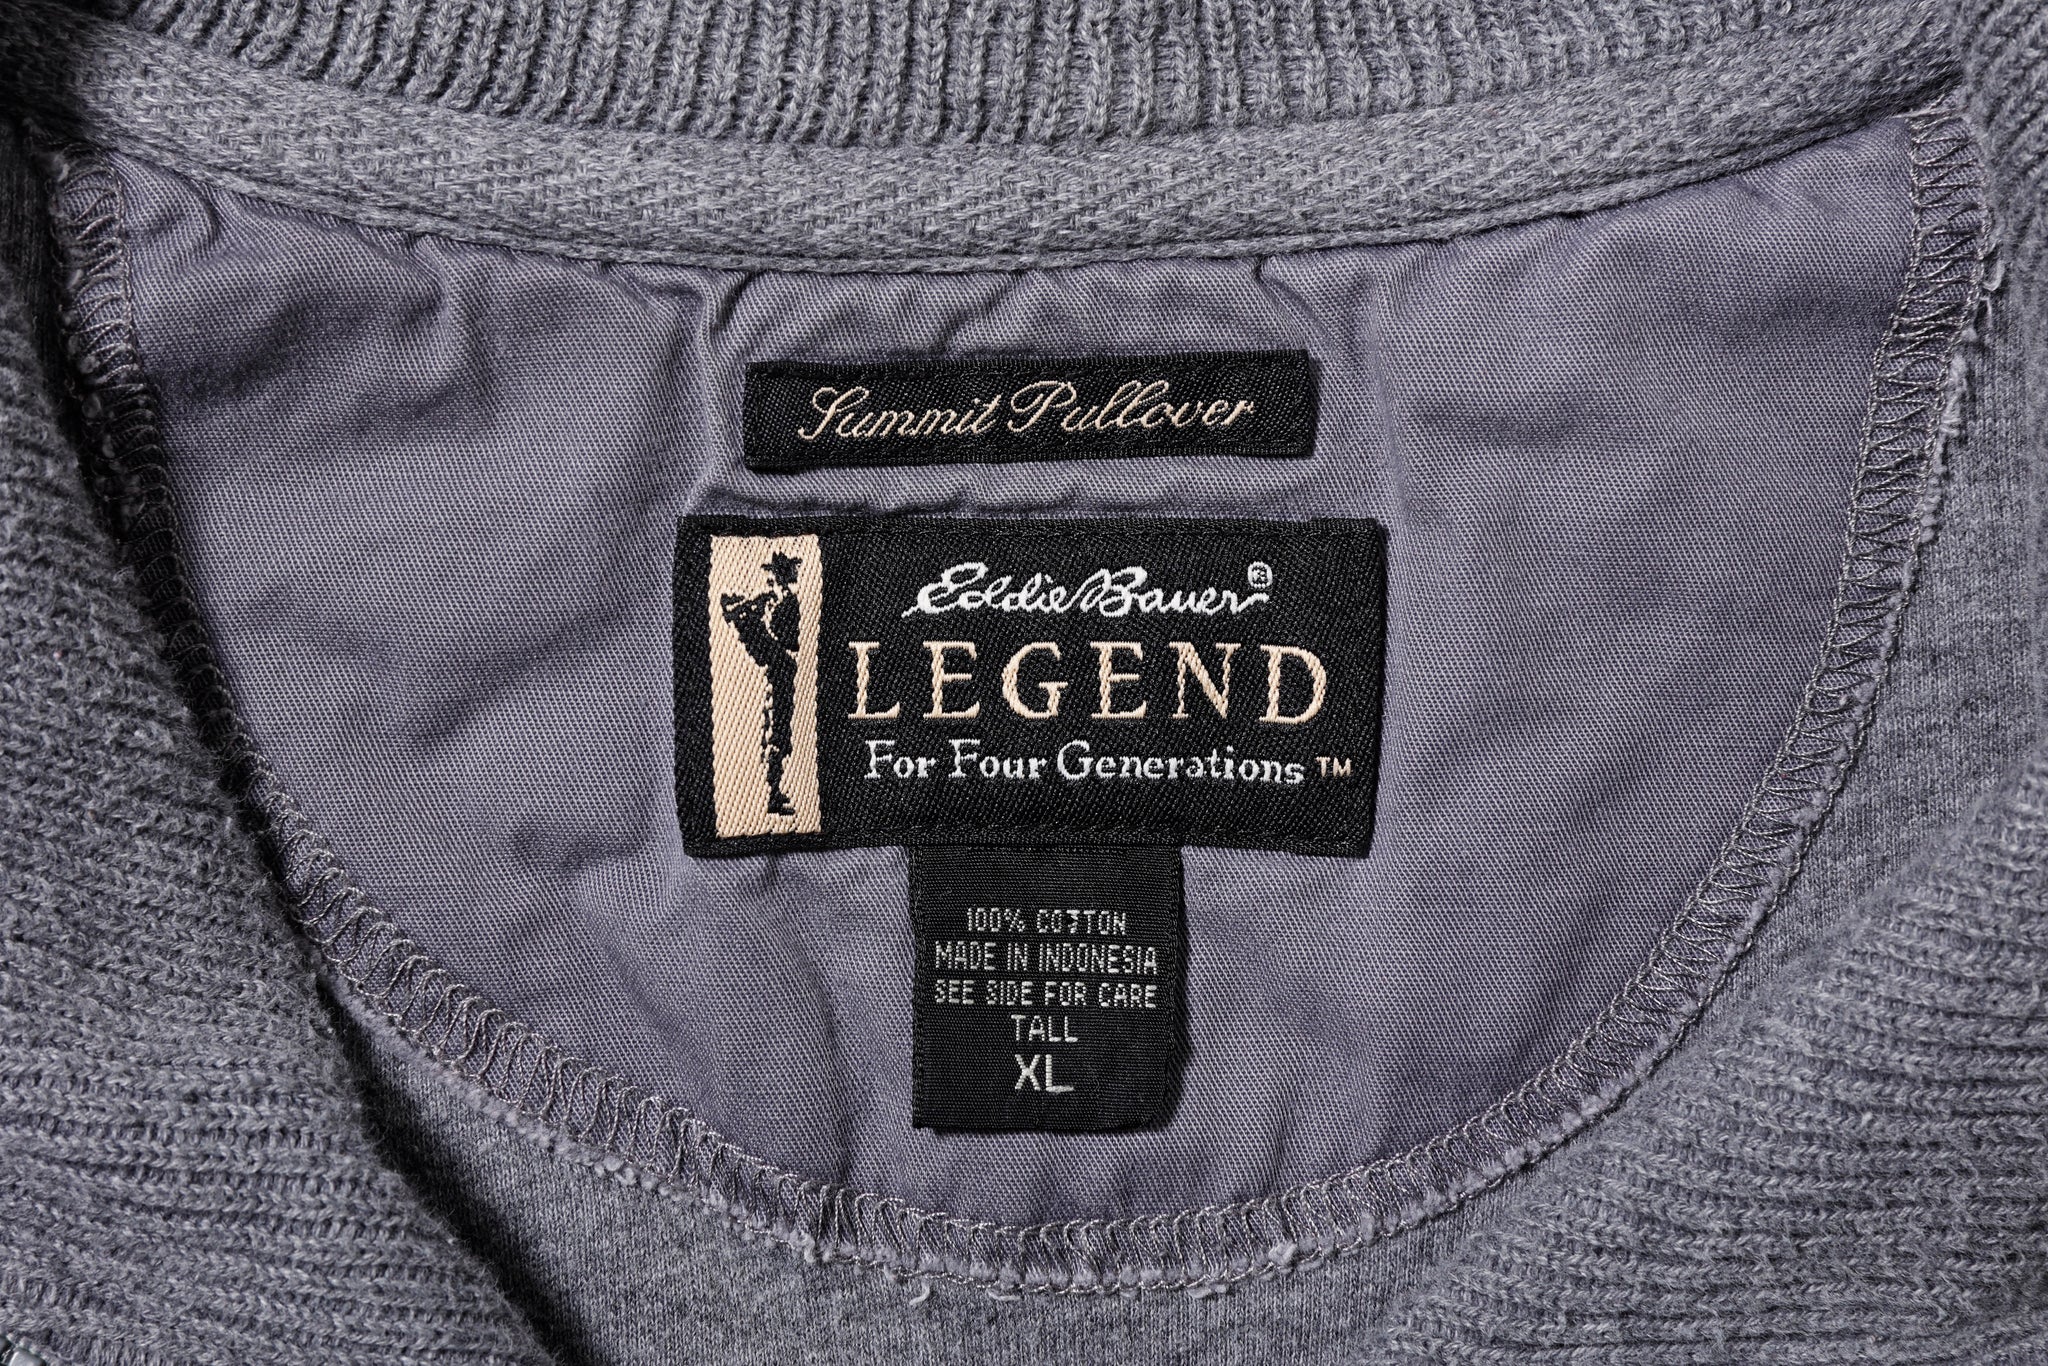 Summit Pullover
Eddie Bauer®
LEGEND
For Four Generations™
100% COTTON
MADE IN INDONESIA
SEE SIDE FOR CARE
TALL
XL